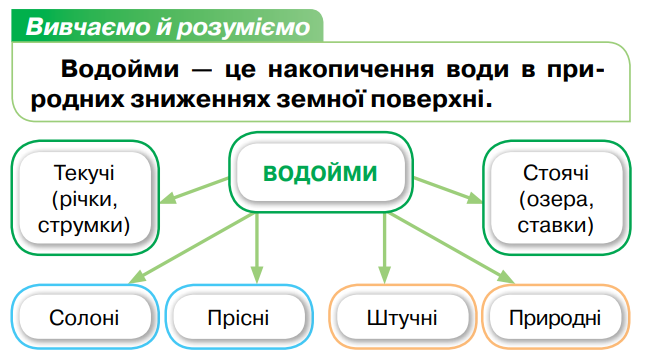 Вивчаємо й розуміємо
Водойми — це накопичення води в при-
родних зниженнях земної поверхні.
ВОДОЙМИ
Текучі
(річки,
струмки)
Стоячі
(озера,
ставки)
Солоні
Прісні
Штучні
Природні